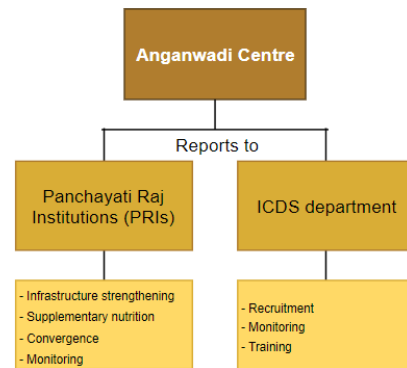 Anganwadi Centre
Reports to
Panchayati Raj
Institutions (PRIs)
ICDS department
- Infrastructure strengthening
- Supplementary nutrition
- Convergence
- Monitoring
- Recruitment
- Monitoring
- Training